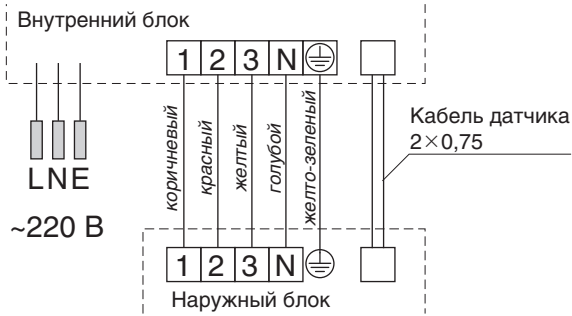 Внутренний блок
1 2 3 N
LNE
~220 В
коричневый
красный
желтый
голубой
желто-зеленый
Кабель датчика
2×0,75
1 2 3 N
Наружный блок